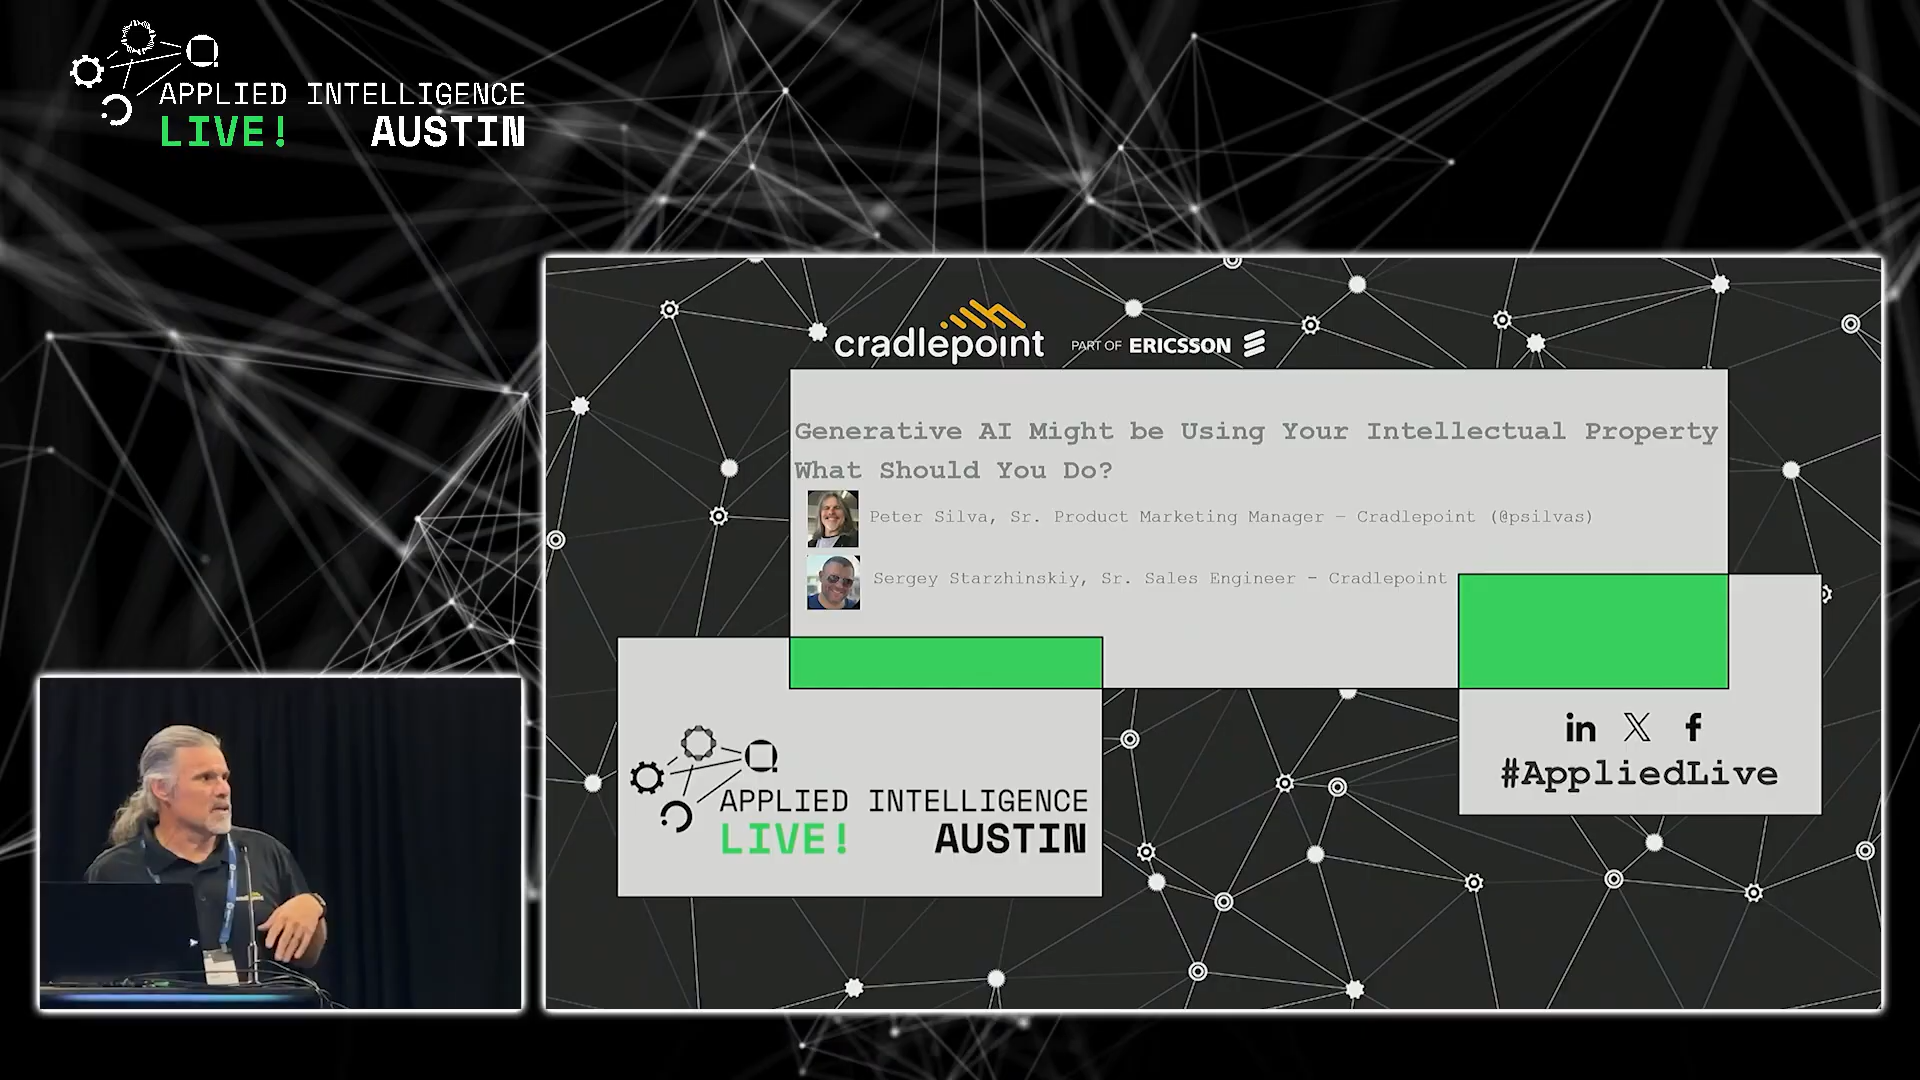 APPLIED INTELLIGENCE
LIVE! AUSTIN
cradlepoint PART OF ERICSSON
Generative AI Might be Using Your Intellectual Property
What Should You Do?
Peter Silva, Sr. Product Marketing Manager – Cradlepoint (@psilvas)
Sergey Starzhinskiy, Sr. Sales Engineer - Cradlepoint
in X f
#AppliedLive
APPLIED INTELLIGENCE
LIVE! AUSTIN